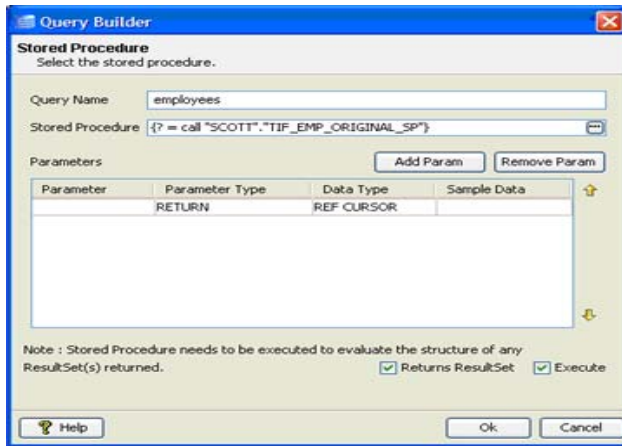 Query Builder
Stored Procedure
Select the stored procedure.
Query Name employees
Stored Procedure {? = call "SCOTT"."TIF_EMP_ORIGINAL_SP"}
Parameters Add Param Remove Param
Parameter Parameter Type Data Type Sample Data
RETURN REF CURSOR
Note : Stored Procedure needs to be executed to evaluate the structure of any
ResultSet(s) returned. Returns ResultSet Execute
Help Ok Cancel